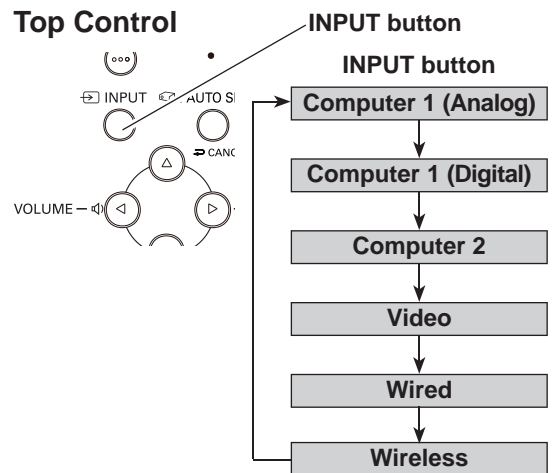 Top Control
INPUT button
INPUT button
INPUT
AUTO
VOLUME
Computer 1 (Analog)
Computer 1 (Digital)
Computer 2
Video
Wired
Wireless